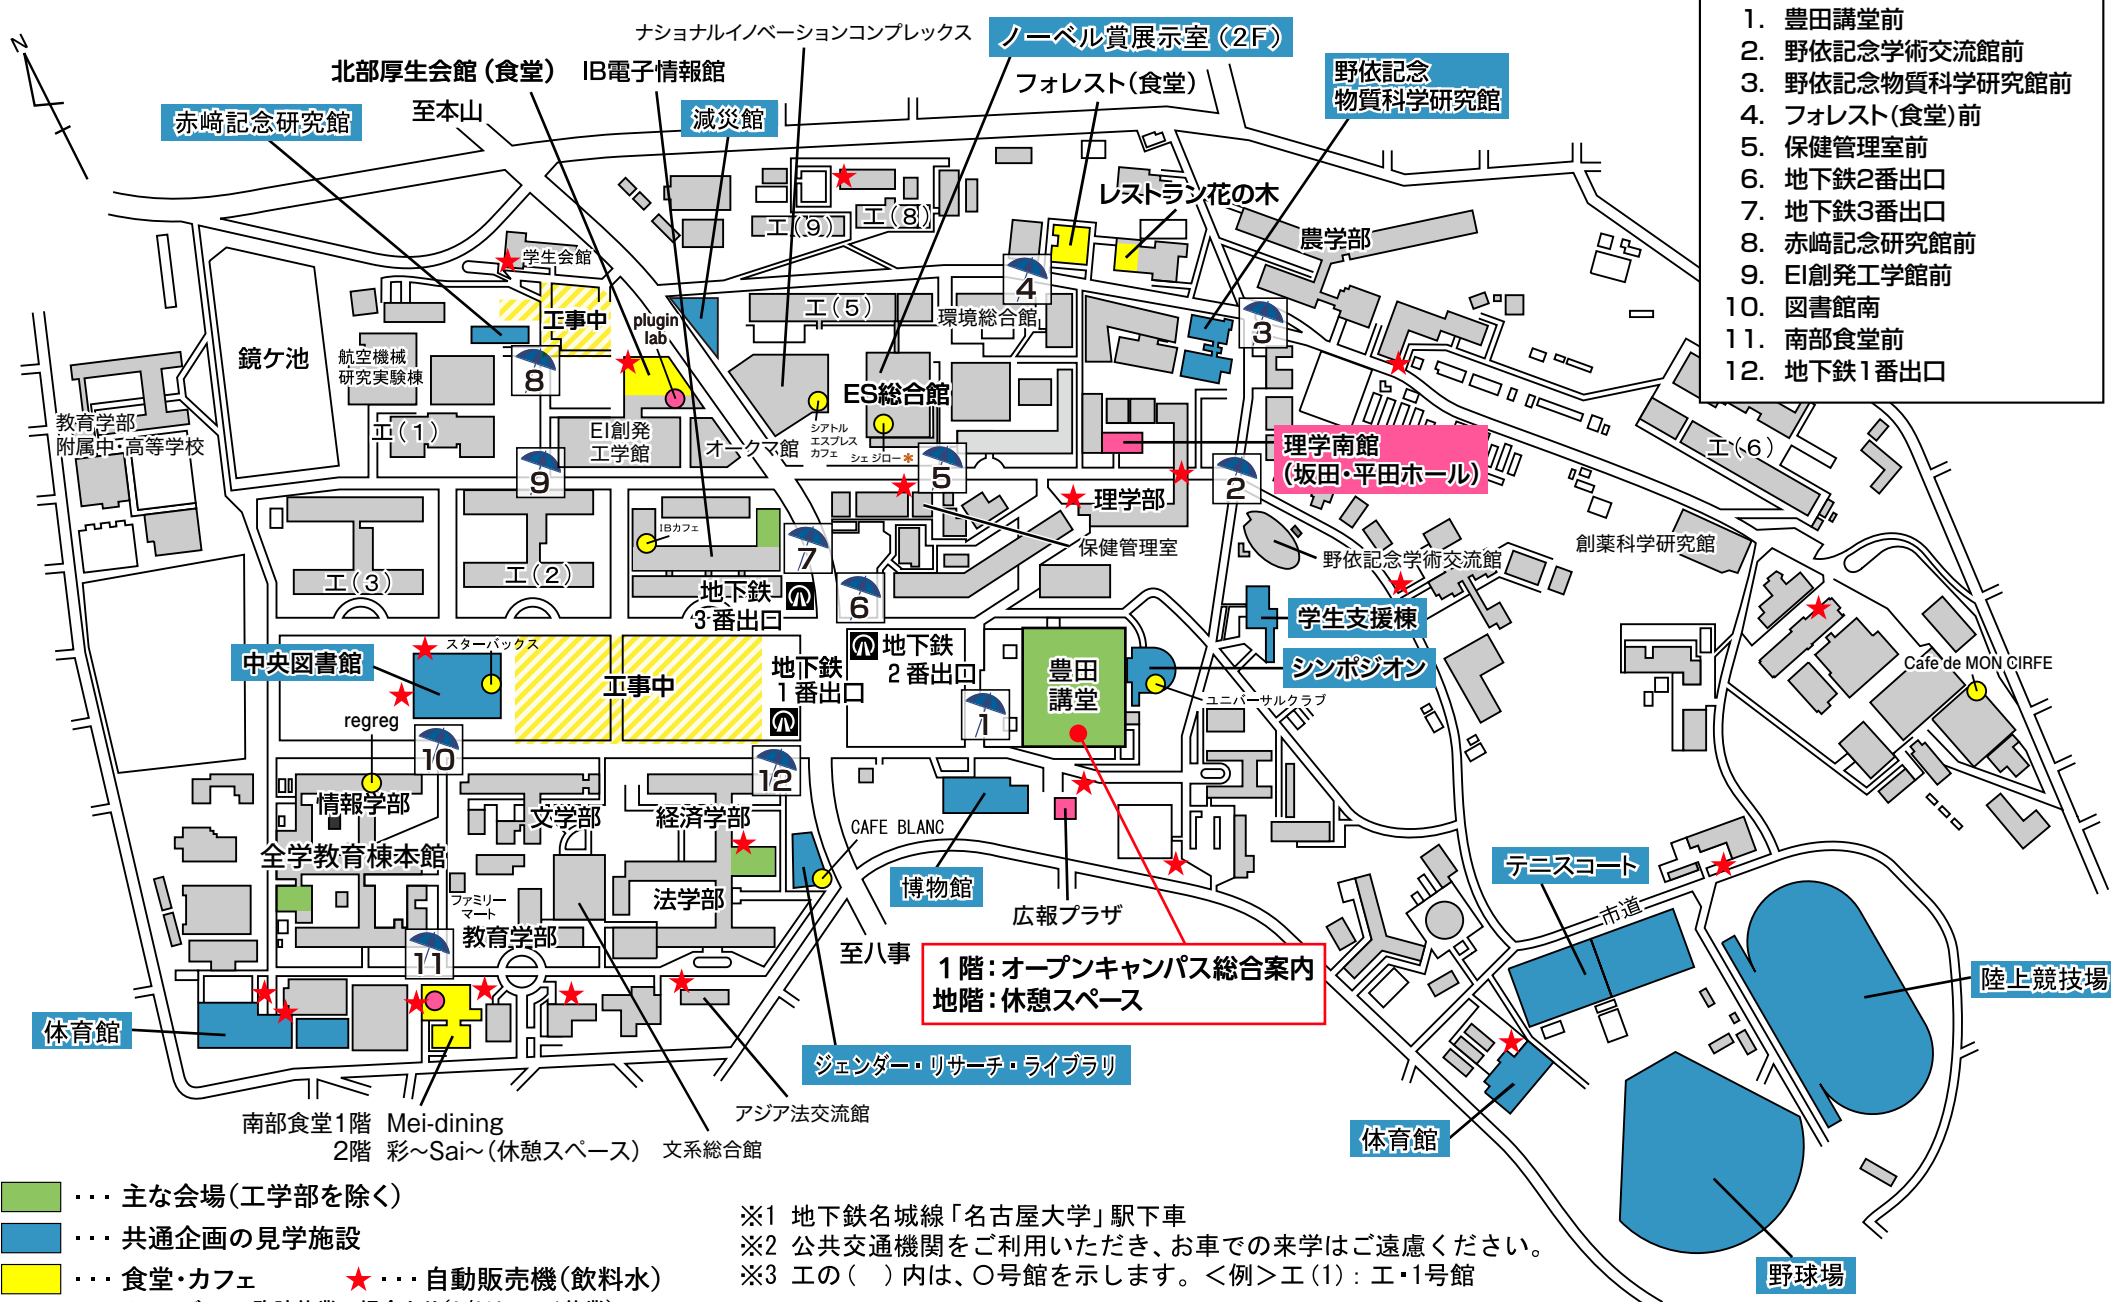 N
ナショナルイノベーションコンプレックス
ノーベル賞展示室(2F)
北部厚生会館(食堂)
IB電子情報館
フォレスト(食堂)
野依記念
物質科学研究館
至本山
赤﨑記念研究館
減災館
1. 豊田講堂前
2. 野依記念学術交流館前
3. 野依記念物質科学研究館前
4. フォレスト(食堂)前
5. 保健管理室前
6. 地下鉄2番出口
7. 地下鉄3番出口
8. 赤﨑記念研究館前
9. EI創発工学館前
10. 図書館南
11. 南部食堂前
12. 地下鉄1番出口
レストラン花の木
工(9)
工(8)
農学部
学生会館
4
工(5)
環境総合館
3
工事中
plugin
lab
鏡ケ池
航空機械
研究実験棟
8
ES総合館
教育学部
附属中・高等学校
工(1)
EI創発
工学館
オークマ館
シアトル
エスプレス
カフェ
シェ ジロー*
理学南館
(坂田・平田ホール)
工(6)
9
5
2
理学部
IBカフェ
7
保健管理室
野依記念学術交流館
創薬科学研究館
工(3)
工(2)
地下鉄
3番出口
6
学生支援棟
スターバックス
中央図書館
工事中
地下鉄
1番出口
地下鉄
2番出口
豊田
講堂
シンポジオン
ユニバーサルクラブ
Cafe de MON CIRFE
regreg
1
10
12
情報学部
文学部
経済学部
CAFE BLANC
全学教育棟本館
法学部
博物館
テニスコート
ファミリー
マート
教育学部
広報プラザ
市道
11
至八事
1階:オープンキャンパス総合案内
地階:休憩スペース
陸上競技場
体育館
ジェンダー・リサーチ・ライブラリ
アジア法交流館
南部食堂1階 Mei-dining
2階 彩~Sai~(休憩スペース)
文系総合館
体育館
野球場
・・・ 主な会場(工学部を除く)
・・・ 共通企画の見学施設
・・・ 食堂・カフェ ★・・・自動販売機(飲料水)
※1 地下鉄名城線「名古屋大学」駅下車
※2 公共交通機関をご利用いただき、お車での来学はご遠慮ください。
※3 工の( )内は、〇号館を示します。<例>工(1):工・1号館